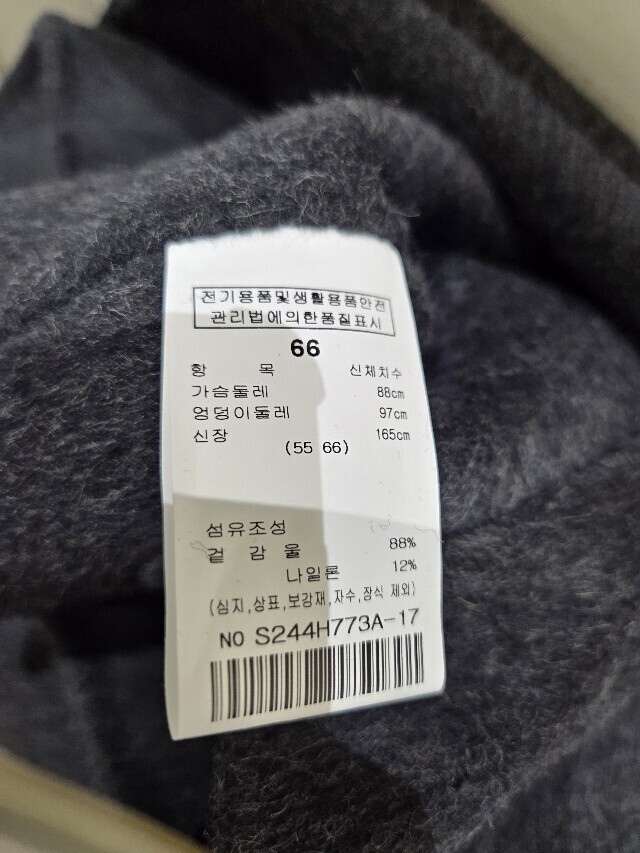 전기용품및생활용품안전
관리법에의한품질표시
66
항 목 신체치수
가슴둘레 88cm
엉덩이둘레 97cm
신장 165cm
(55 66)
섬유조성
겉 감 울 88%
나일론 12%
(심지,상표,보강재,자수,장식 제외)
NO S244H773A-17